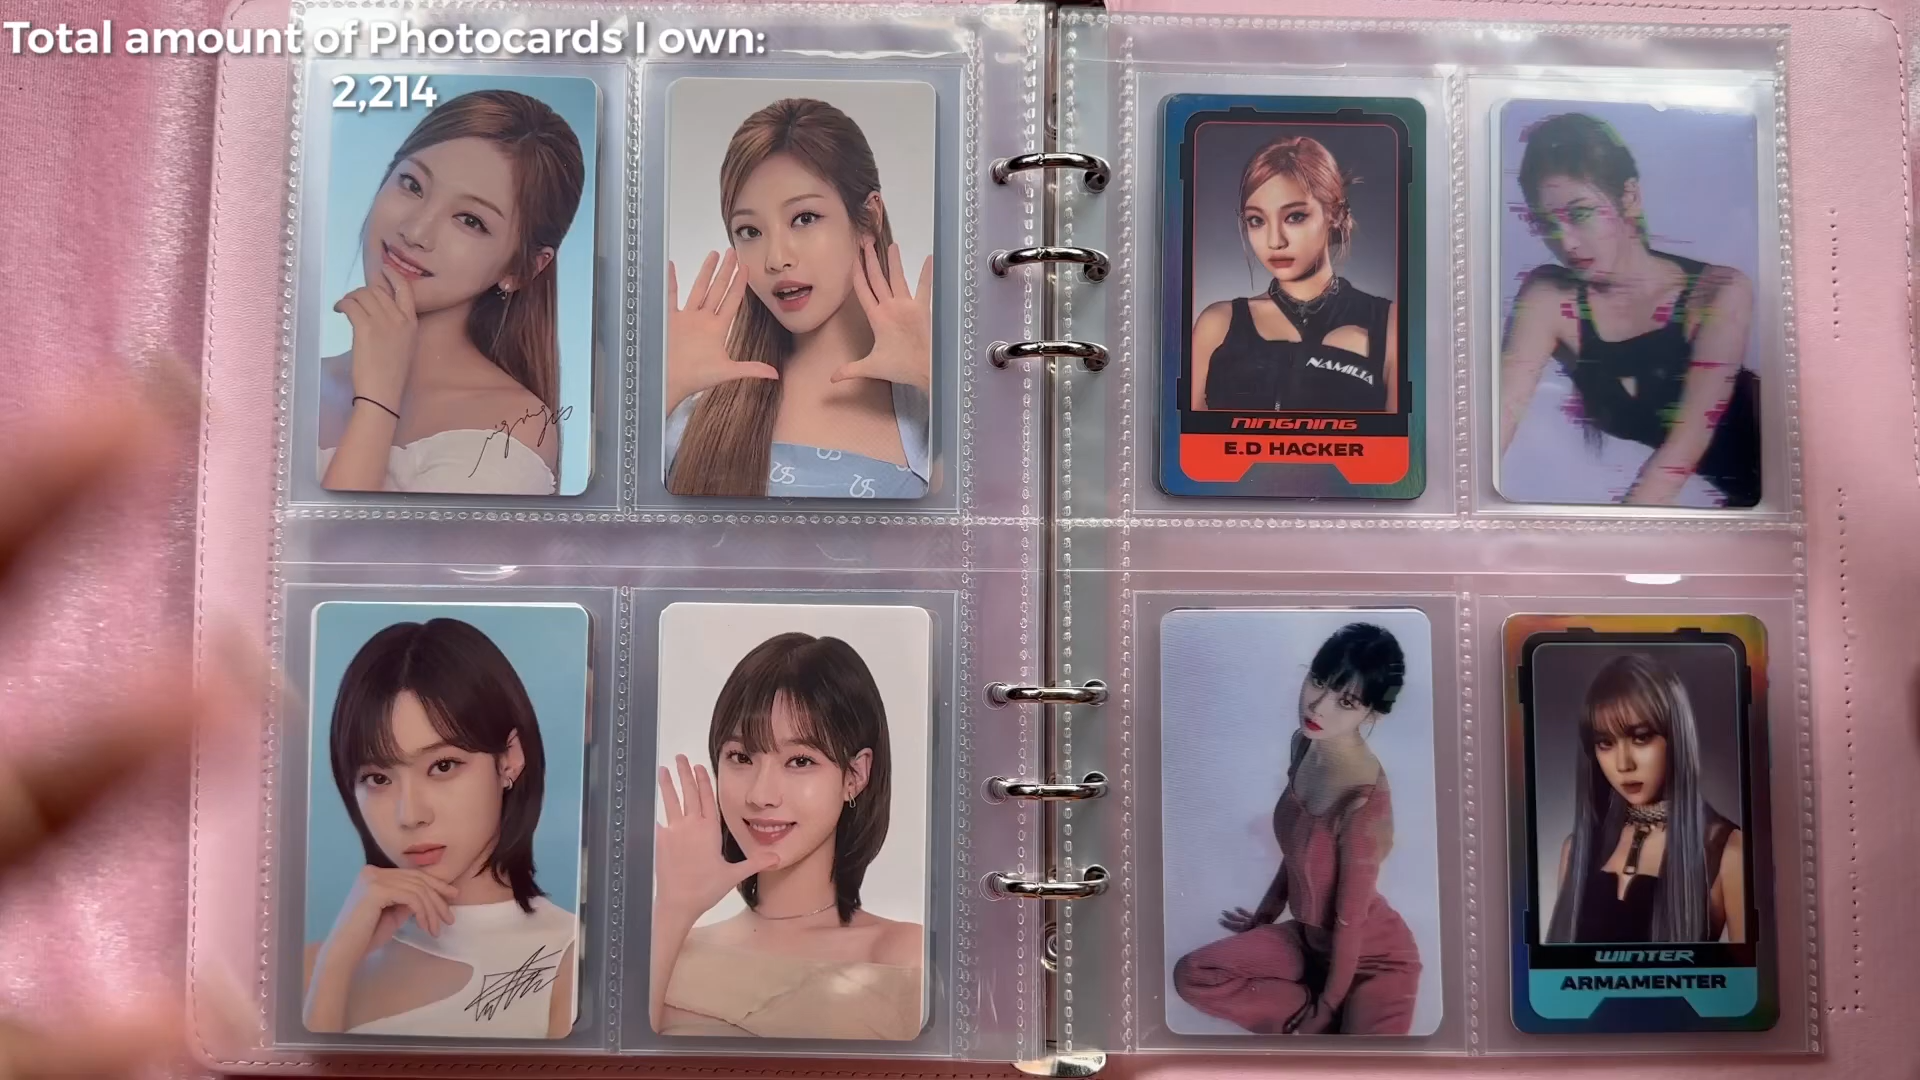 Total amount of Photocards I own:
2,214
NAMILIA
NINGNING
E.D HACKER
WINTER
ARMAMENTER